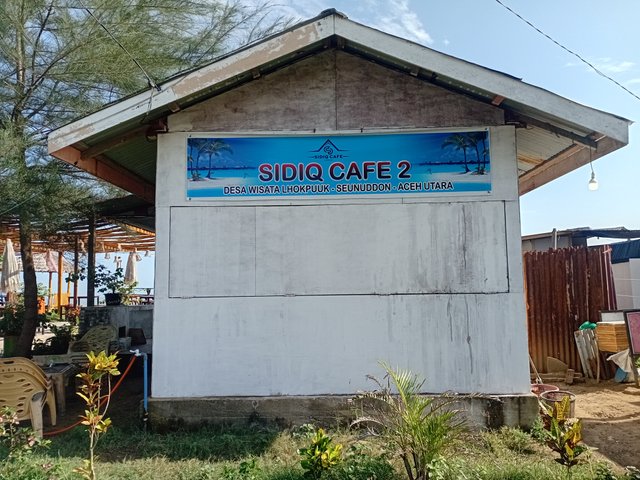 SIDIQ CAFE
SIDIQ CAFE 2
DESA WISATA LHOKPUUK - SEUNUDDON - ACEH UTARA